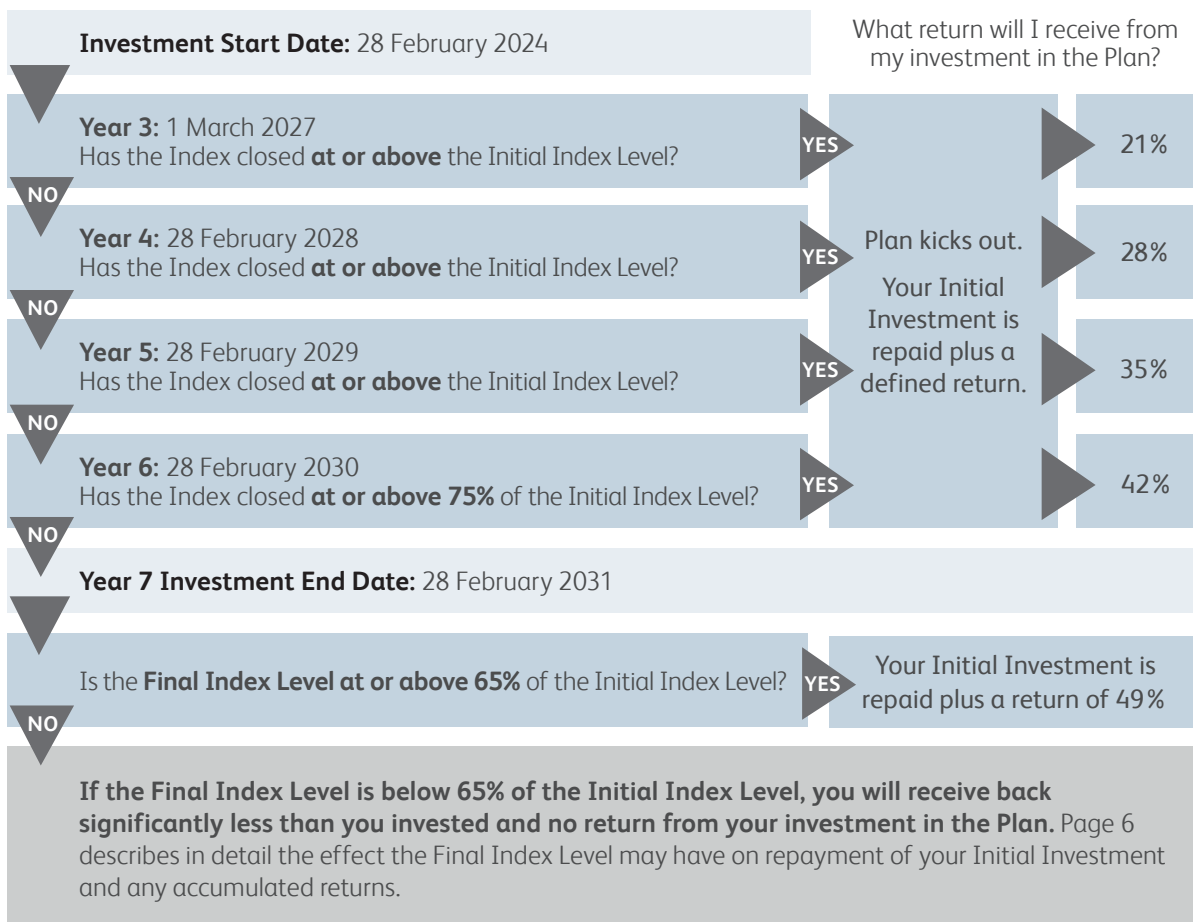 Investment Start Date: 28 February 2024
What return will I receive from
my investment in the Plan?
Year 3: 1 March 2027
Has the Index closed at or above the Initial Index Level?
YES
21%
NO
Year 4: 28 February 2028
Has the Index closed at or above the Initial Index Level?
YES
28%
NO
Year 5: 28 February 2029
Has the Index closed at or above the Initial Index Level?
YES
35%
NO
Year 6: 28 February 2030
Has the Index closed at or above 75% of the Initial Index Level?
YES
42%
Plan kicks out.
Your Initial
Investment is
repaid plus a
defined return.
NO
Year 7 Investment End Date: 28 February 2031
Is the Final Index Level at or above 65% of the Initial Index Level?
YES
Your Initial Investment is
repaid plus a return of 49%
NO
If the Final Index Level is below 65% of the Initial Index Level, you will receive back
significantly less than you invested and no return from your investment in the Plan. Page 6
describes in detail the effect the Final Index Level may have on repayment of your Initial Investment
and any accumulated returns.